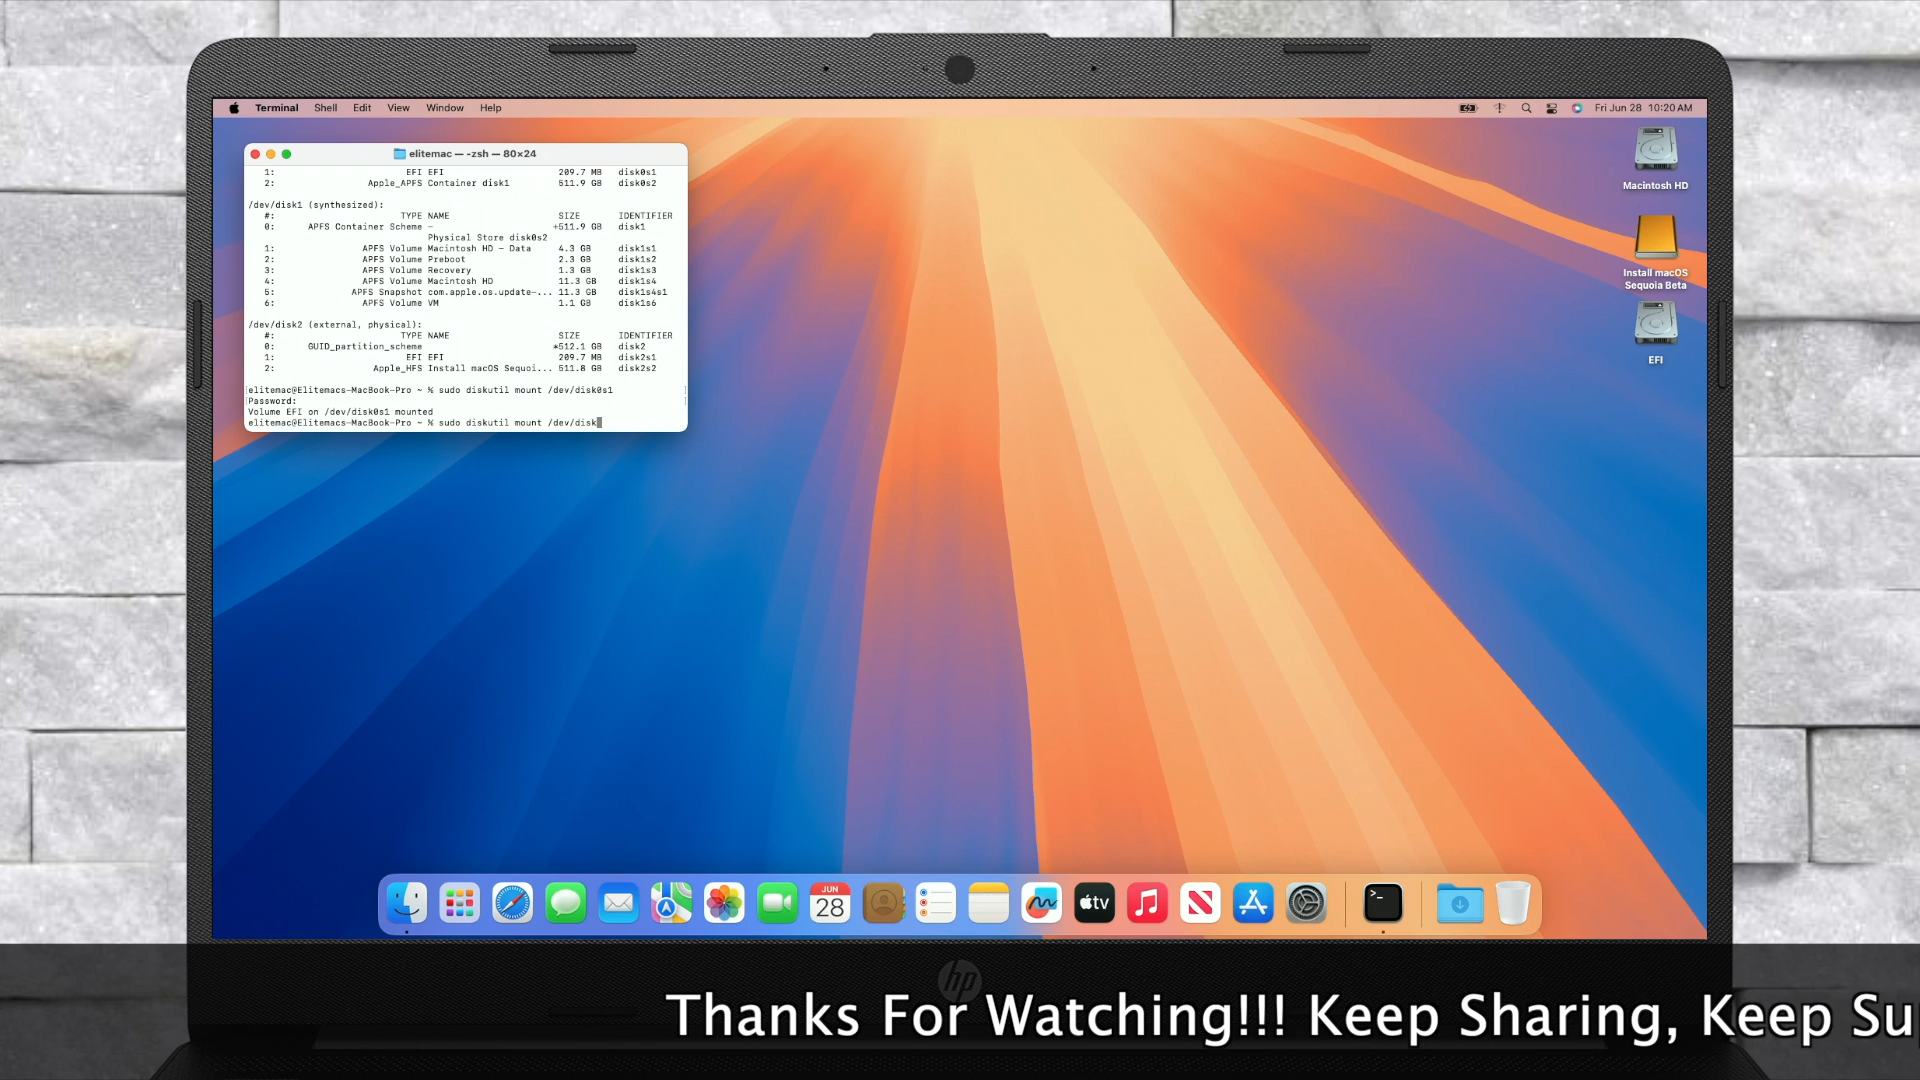 Terminal Shell Edit View Window Help
Fri Jun 28 10:20 AM
elitemac — -zsh — 80×24
1: EFI EFI 209.7 MB disk0s1
2: Apple_APFS Container disk1 511.9 GB disk0s2
/dev/disk1 (synthesized):
#: TYPE NAME SIZE IDENTIFIER
0: APFS Container Scheme - +511.9 GB disk1
Physical Store disk0s2
1: APFS Volume Macintosh HD - Data 4.3 GB disk1s1
2: APFS Volume Preboot 2.3 GB disk1s2
3: APFS Volume Recovery 1.3 GB disk1s3
4: APFS Volume Macintosh HD 11.3 GB disk1s4
5: APFS Snapshot com.apple.os.update-... 11.3 GB disk1s4s1
6: APFS Volume VM 1.1 GB disk1s6
/dev/disk2 (external, physical):
#: TYPE NAME SIZE IDENTIFIER
0: GUID_partition_scheme *512.1 GB disk2
1: EFI EFI 209.7 MB disk2s1
2: Apple_HFS Install macOS Sequoi... 511.8 GB disk2s2
[elitemac@Elitemacs-MacBook-Pro ~ % sudo diskutil mount /dev/disk0s1 ]
[Password: ]
Volume EFI on /dev/disk0s1 mounted
elitemac@Elitemacs-MacBook-Pro ~ % sudo diskutil mount /dev/disk
Macintosh HD
Install macOS
Sequoia Beta
EFI
JUN
28
tv
>_
hp
Thanks For Watching!!! Keep Sharing, Keep Su